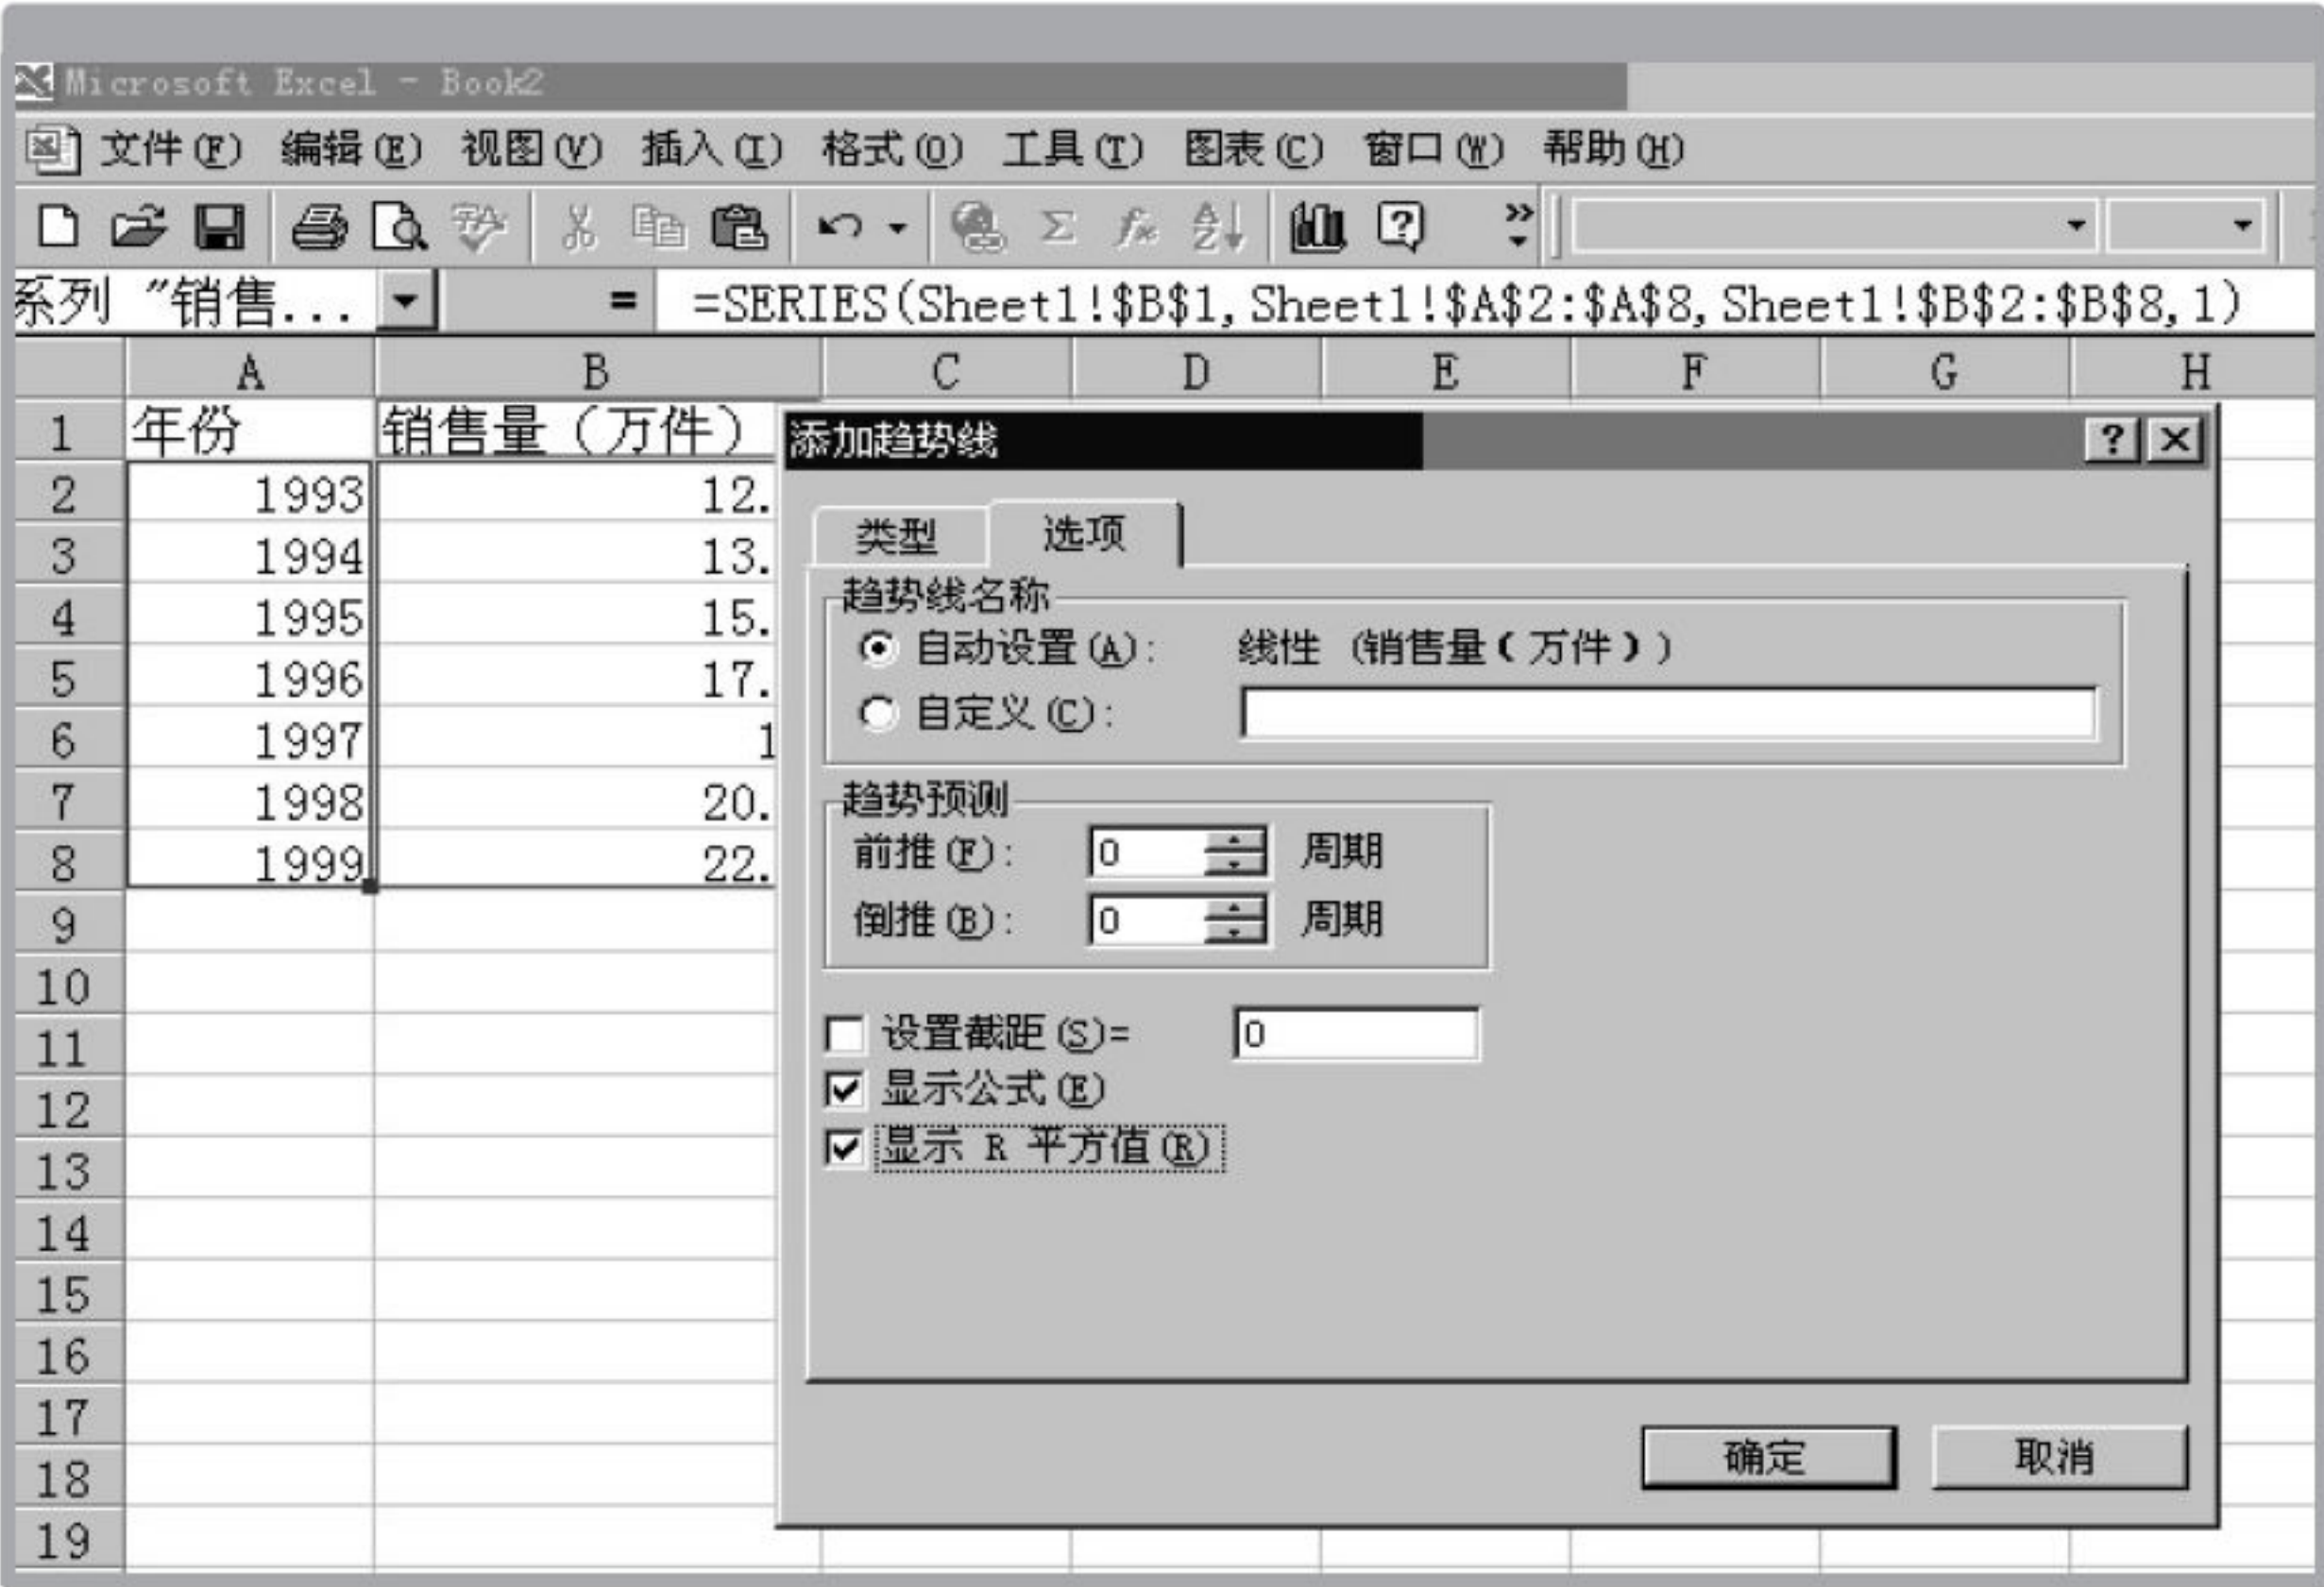 Microsoft Excel - Book2
文件(F) 编辑(E) 视图(V) 插入(I) 格式(O) 工具(T) 图表(C) 窗口(W) 帮助(H)
系列 "销售... = =SERIES(Sheet1!$B$1,Sheet1!$A$2:$A$8,Sheet1!$B$2:$B$8,1)
A B C D E F G H
1 年份 销售量（万件）
2 1993 12.
3 1994 13.
4 1995 15.
5 1996 17.
6 1997 1
7 1998 20.
8 1999 22.
9
10
11
12
13
14
15
16
17
18
19
添加趋势线
类型 选项
趋势线名称
自动设置(A): 线性 (销售量（万件）)
自定义(C):
趋势预测
前推(F): 0 周期
倒推(B): 0 周期
设置截距(S)= 0
显示公式(E)
显示 R 平方值(R)
确定 取消